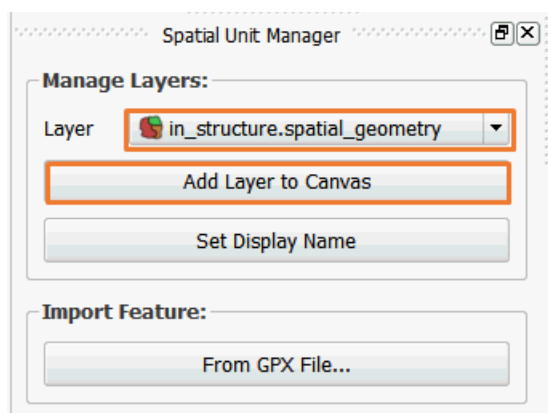 Spatial Unit Manager
Manage Layers:
Layer in_structure.spatial_geometry
Add Layer to Canvas
Set Display Name
Import Feature:
From GPX File...